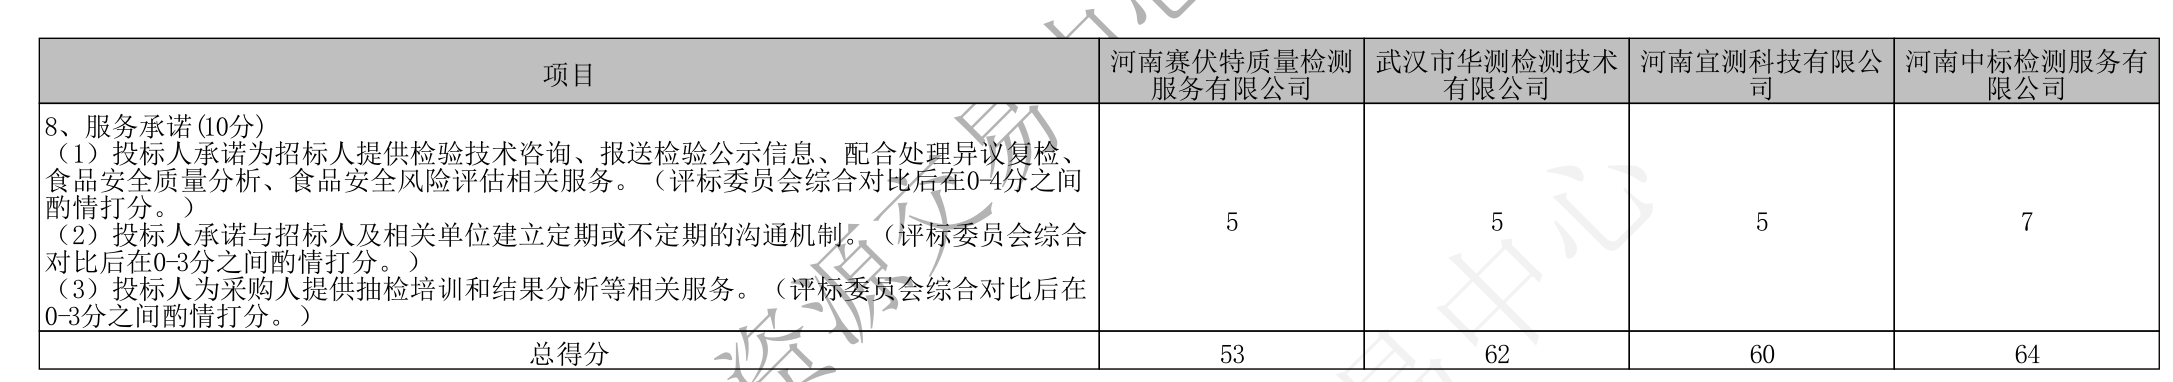 项目
河南赛伏特质量检测
服务有限公司
武汉市华测检测技术
有限公司
河南宜测科技有限公
司
河南中标检测服务有
限公司
8、服务承诺(10分)
（1）投标人承诺为招标人提供检验技术咨询、报送检验公示信息、配合处理异议复检、
食品安全质量分析、食品安全风险评估相关服务。（评标委员会综合对比后在0-4分之间
酌情打分。）
（2）投标人承诺与招标人及相关单位建立定期或不定期的沟通机制。（评标委员会综合
对比后在0-3分之间酌情打分。）
（3）投标人为采购人提供抽检培训和结果分析等相关服务。（评标委员会综合对比后在
0-3分之间酌情打分。）
5
5
5
7
总得分
53
62
60
64
资源交易中心
易中心